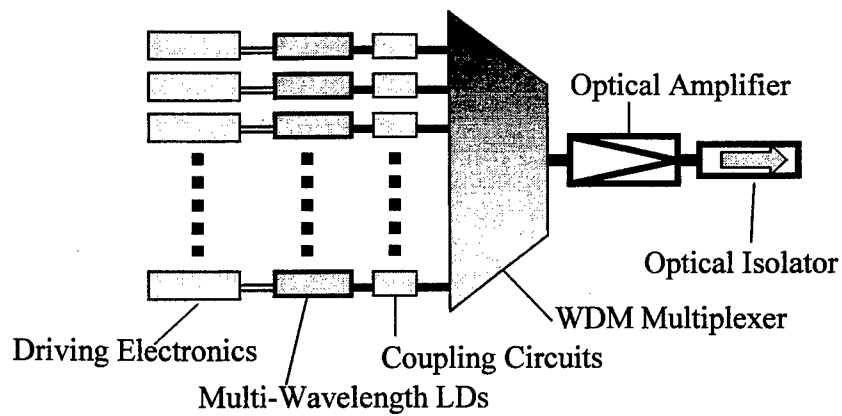 Optical Amplifier
Optical Isolator
WDM Multiplexer
Driving Electronics
Coupling Circuits
Multi-Wavelength LDs